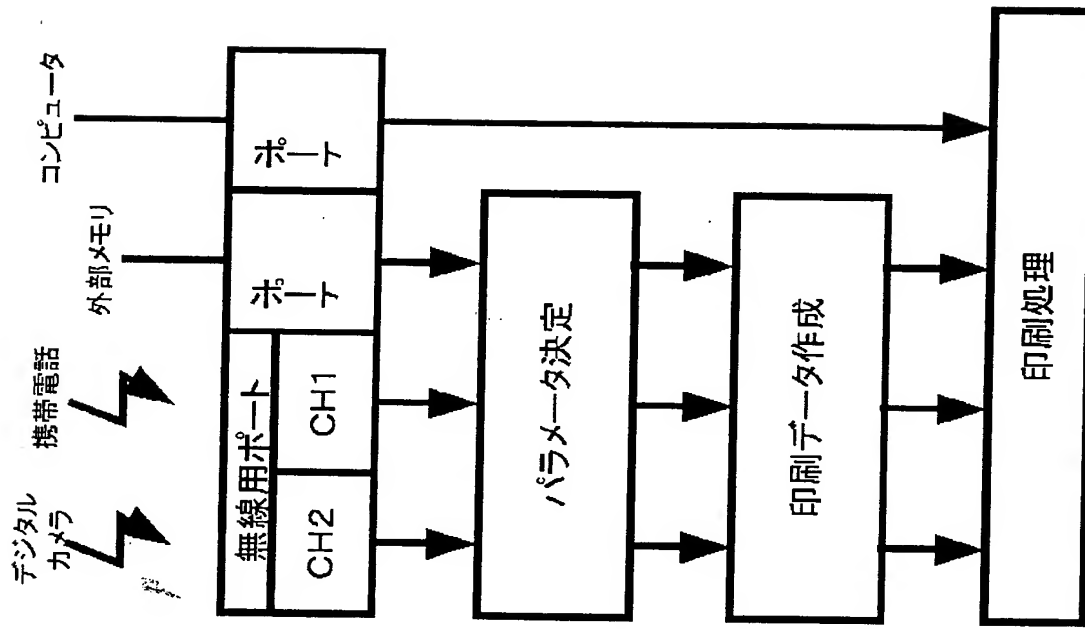 デジタル
カメラ
携帯電話
外部メモリ
コンピュータ
無線用ポート
CH2
CH1
ポート
ポート
パラメータ決定
印刷データ作成
印刷処理